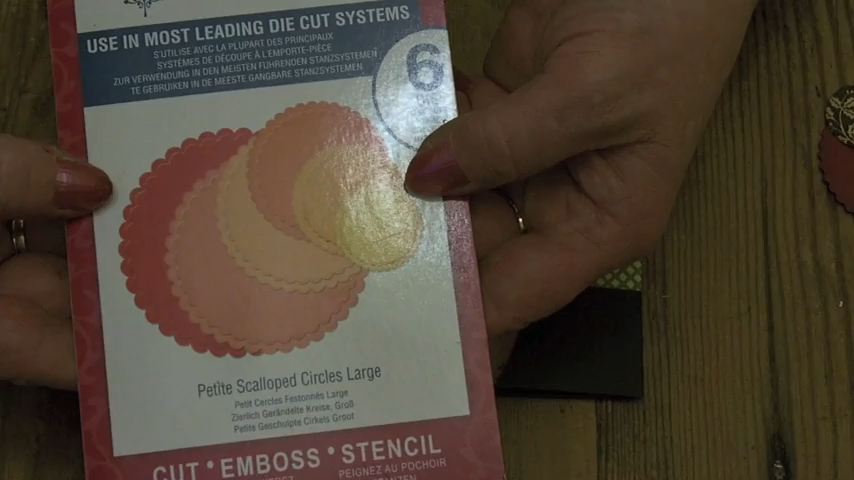 USE IN MOST LEADING DIE CUT SYSTEMS
S'UTILISE AVEC LA PLUPART DES PRINCIPAUX
SYSTÈMES DE DÉCOUPE À L'EMPORTE-PIÈCE
ZUR VERWENDUNG IN DEN MEISTEN FÜHRENDEN STANZSYSTEMEN
TE GEBRUIKEN IN DE MEESTE GANGBARE STANZSYSTEMEN
6
Petite Scalloped Circles Large
Petit Cercles Festonnés Large
Zierlich Gerändelte Kreise, Groß
Petite Geschulpte Cirkels Groot
CUT • EMBOSS • STENCIL
PEIGNEZ AU POCHOIR